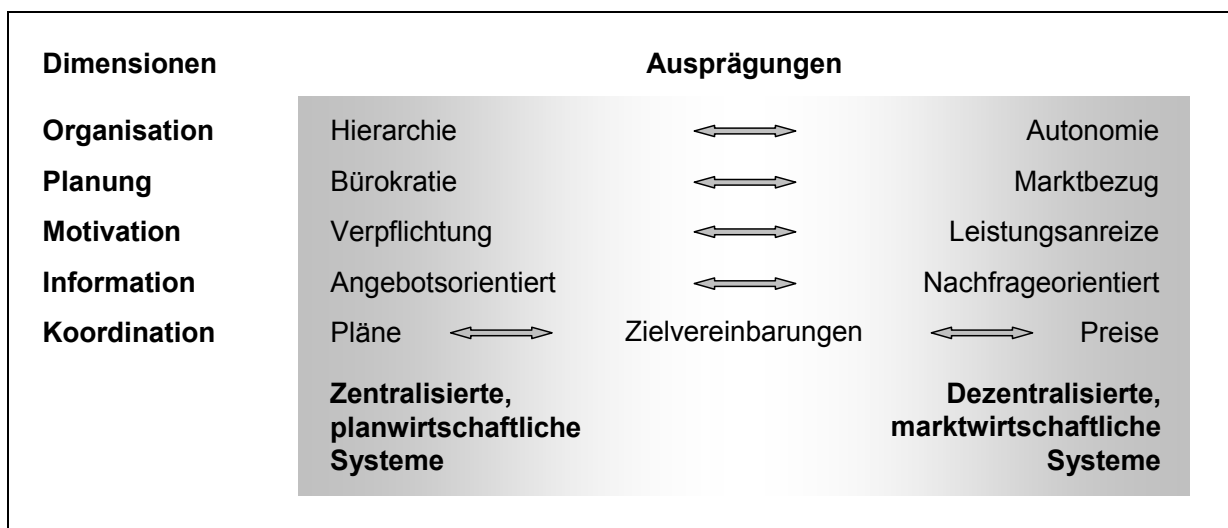 Dimensionen Ausprägungen
Organisation Hierarchie Autonomie
Planung Bürokratie Marktbezug
Motivation Verpflichtung Leistungsanreize
Information Angebotsorientiert Nachfrageorientiert
Koordination Pläne Zielvereinbarungen Preise
Zentralisierte, Dezentralisierte,
planwirtschaftliche marktwirtschaftliche
Systeme Systeme